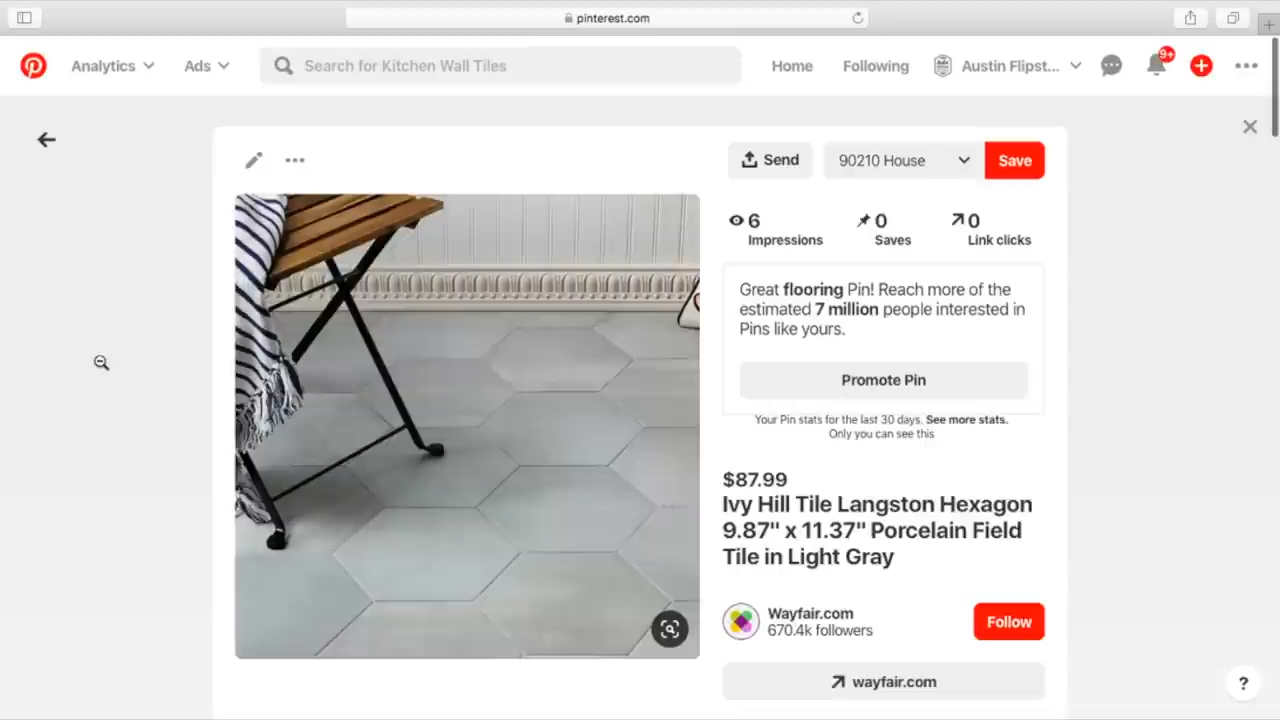 pinterest.com
Analytics
Ads
Search for Kitchen Wall Tiles
Home
Following
Austin Flipst...
9+
Send
90210 House
Save
6
Impressions
0
Saves
0
Link clicks
Great flooring Pin! Reach more of the
estimated 7 million people interested in
Pins like yours.
Promote Pin
Your Pin stats for the last 30 days. See more stats.
Only you can see this
$87.99
Ivy Hill Tile Langston Hexagon
9.87" x 11.37" Porcelain Field
Tile in Light Gray
Wayfair.com
670.4k followers
Follow
wayfair.com
?